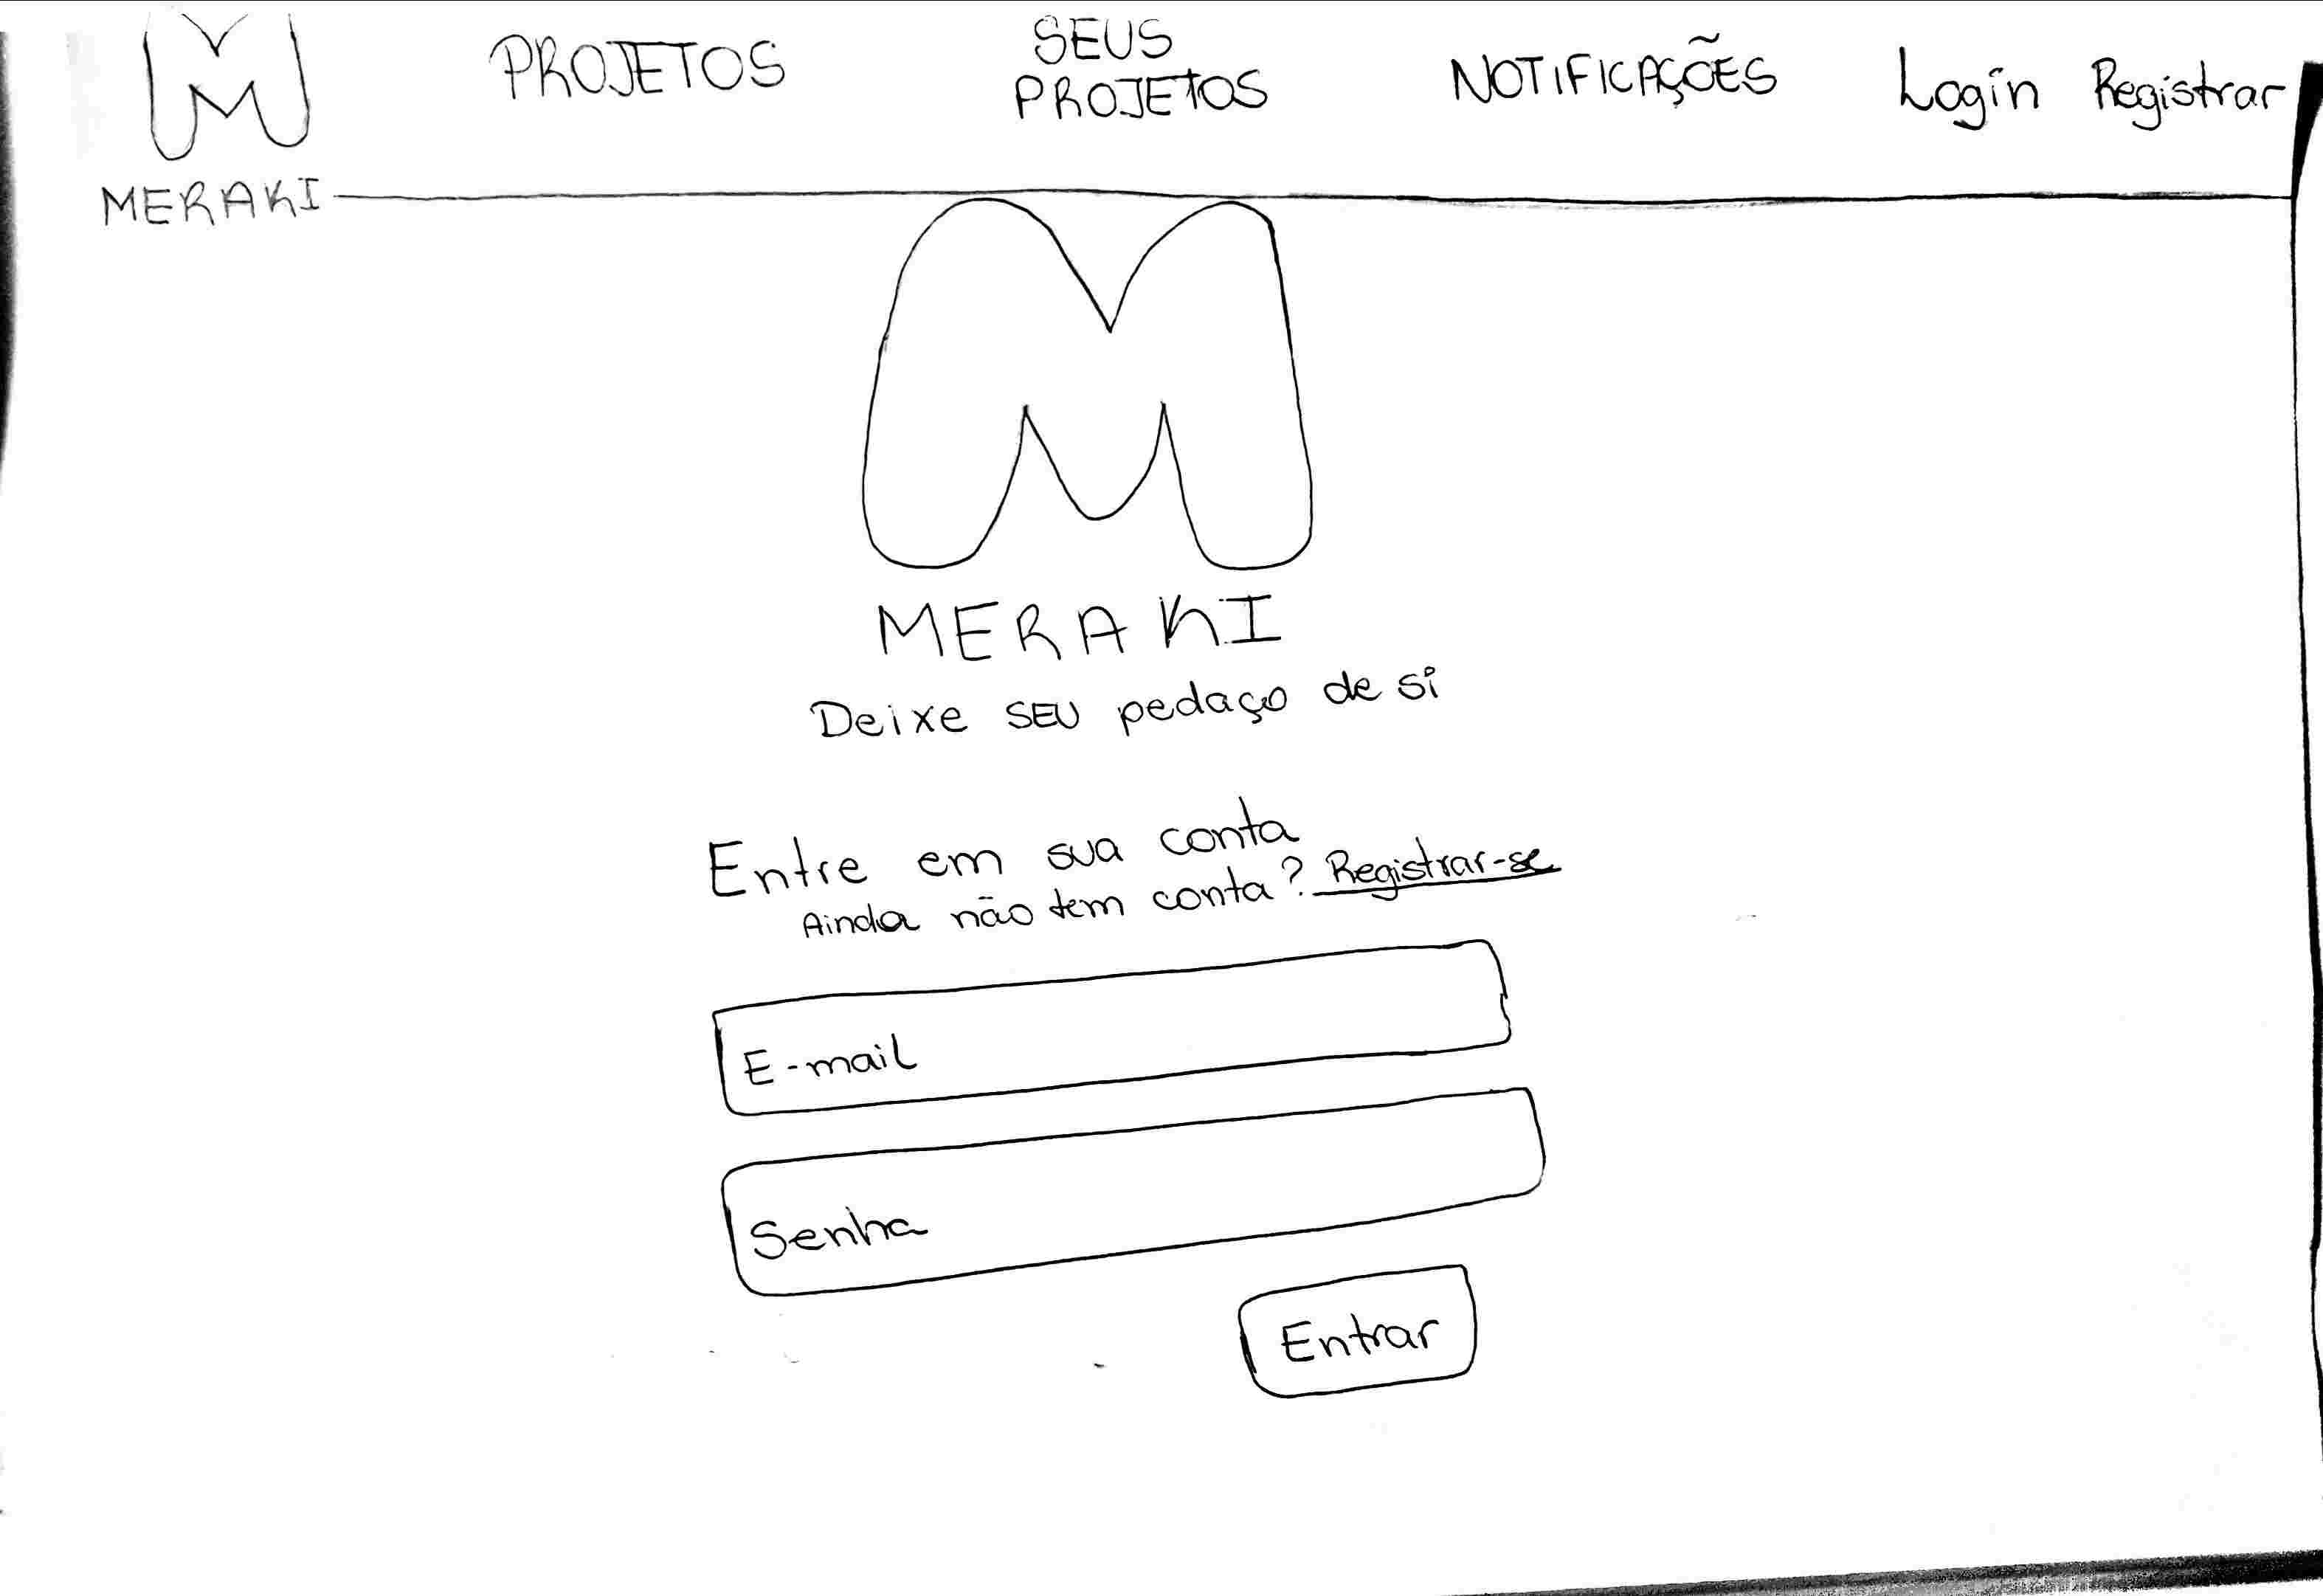 PROJETOS
SEUS
PROJETOS
NOTIFICAÇÕES
Login Registrar
MERAKI
MERAKI
Deixe SEU pedaço de si
Entre em sua conta
Ainda não tem conta? Registrar-se
E-mail
Senha
Entrar